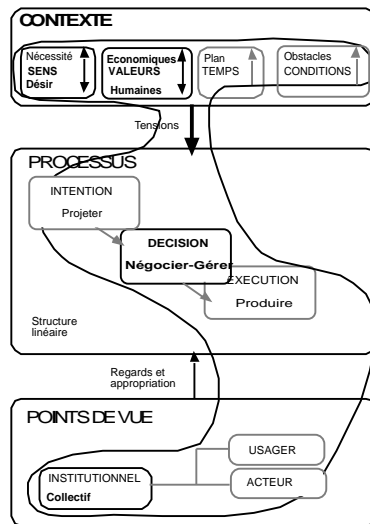 CONTEXTE
Nécessité
SENS
Désir
Economiques
VALEURS
Humaines
Plan
TEMPS
Obstacles
CONDITIONS
Tensions
PROCESSUS
INTENTION
Projeter
DECISION
Négocier-Gérer
EXECUTION
Produire
Structure
linéaire
Regards et
appropriation
POINTS DE VUE
USAGER
INSTITUTIONNEL
Collectif
ACTEUR